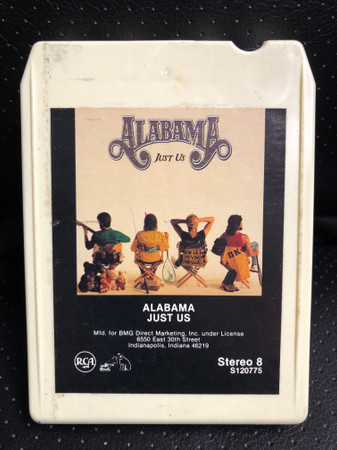 ALABAMA
JUST US
ALABAMA
JUST US
Mfd. for BMG Direct Marketing, Inc. under License
6550 East 30th Street
Indianapolis, Indiana 46219
RCA
Stereo 8
S120775